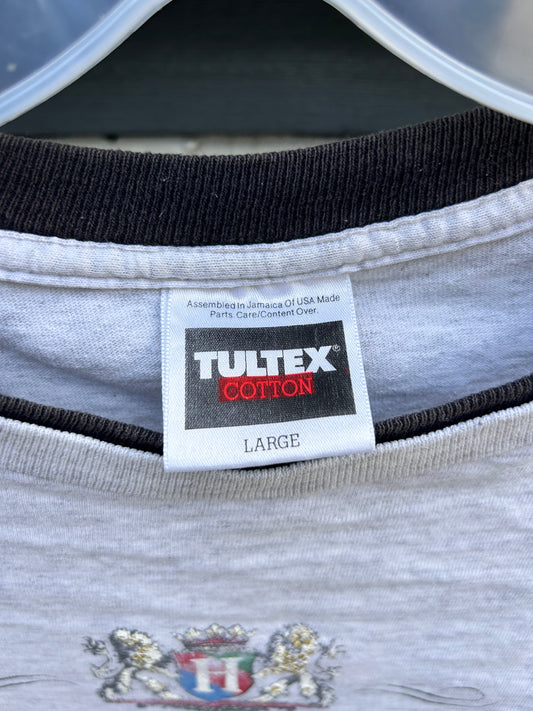 Assembled In Jamaica Of USA Made
Parts. Care/Content Over.
TULTEX®
COTTON
LARGE
H